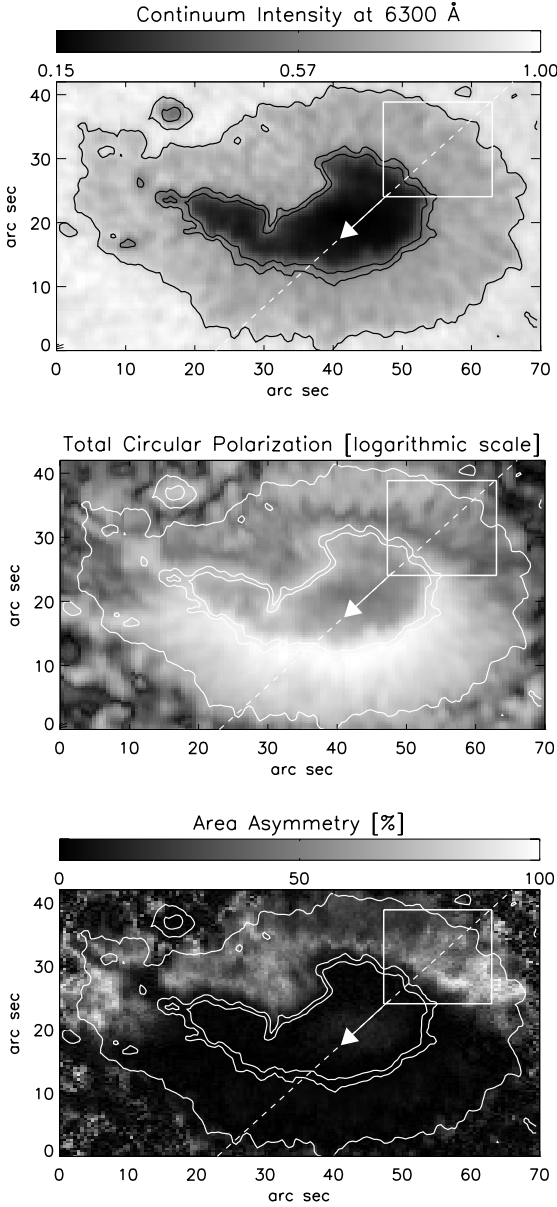 Continuum Intensity at 6300 Å
0.15 0.57 1.00
40
30
20
10
0
arc sec
0 10 20 30 40 50 60 70
arc sec
Total Circular Polarization [logarithmic scale]
40
30
20
10
0
arc sec
0 10 20 30 40 50 60 70
arc sec
Area Asymmetry [%]
0 50 100
40
30
20
10
0
arc sec
0 10 20 30 40 50 60 70
arc sec